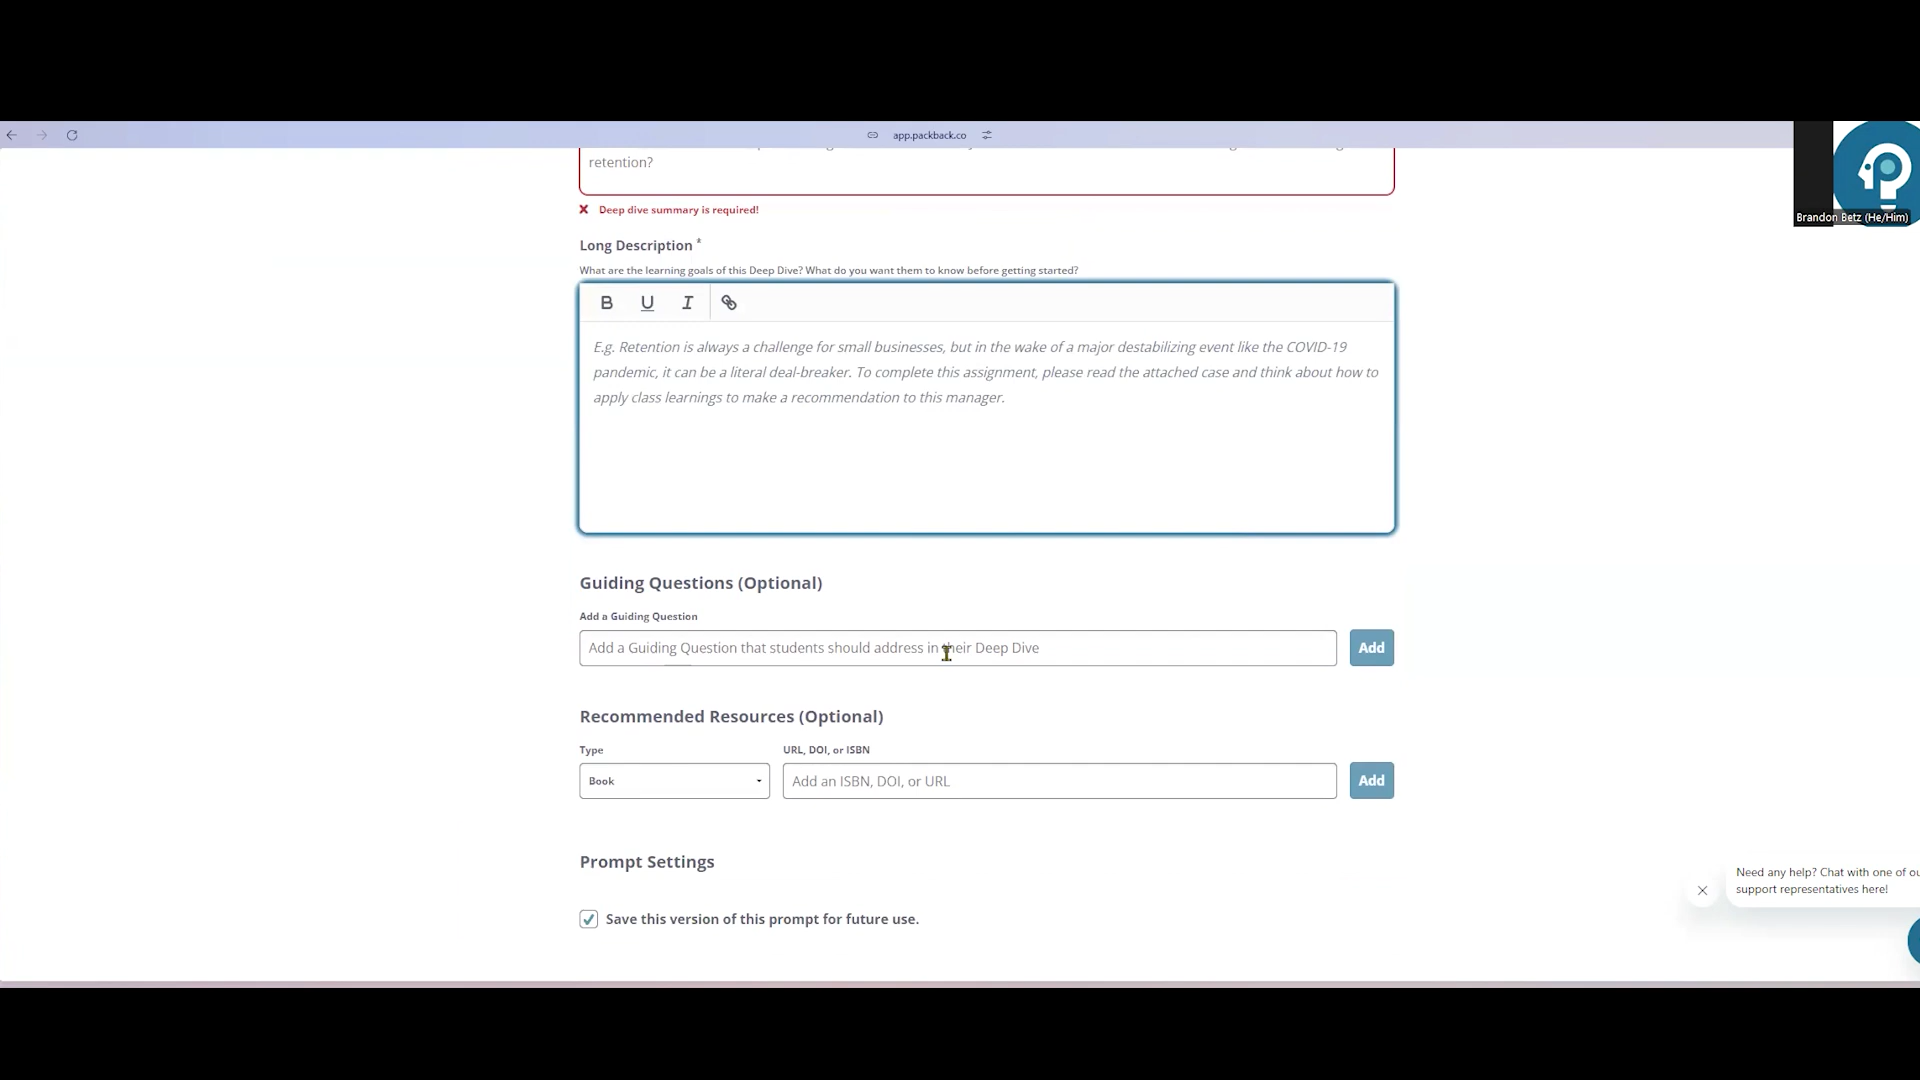 app.packback.co
retention?
Deep dive summary is required!
Brandon Betz (He/Him)
Long Description *
What are the learning goals of this Deep Dive? What do you want them to know before getting started?
B U I
E.g. Retention is always a challenge for small businesses, but in the wake of a major destabilizing event like the COVID-19
pandemic, it can be a literal deal-breaker. To complete this assignment, please read the attached case and think about how to
apply class learnings to make a recommendation to this manager.
Guiding Questions (Optional)
Add a Guiding Question
Add a Guiding Question that students should address in their Deep Dive
Add
Recommended Resources (Optional)
Type
URL, DOI, or ISBN
Book
Add an ISBN, DOI, or URL
Add
Prompt Settings
Need any help? Chat with one of
support representatives here!
Save this version of this prompt for future use.